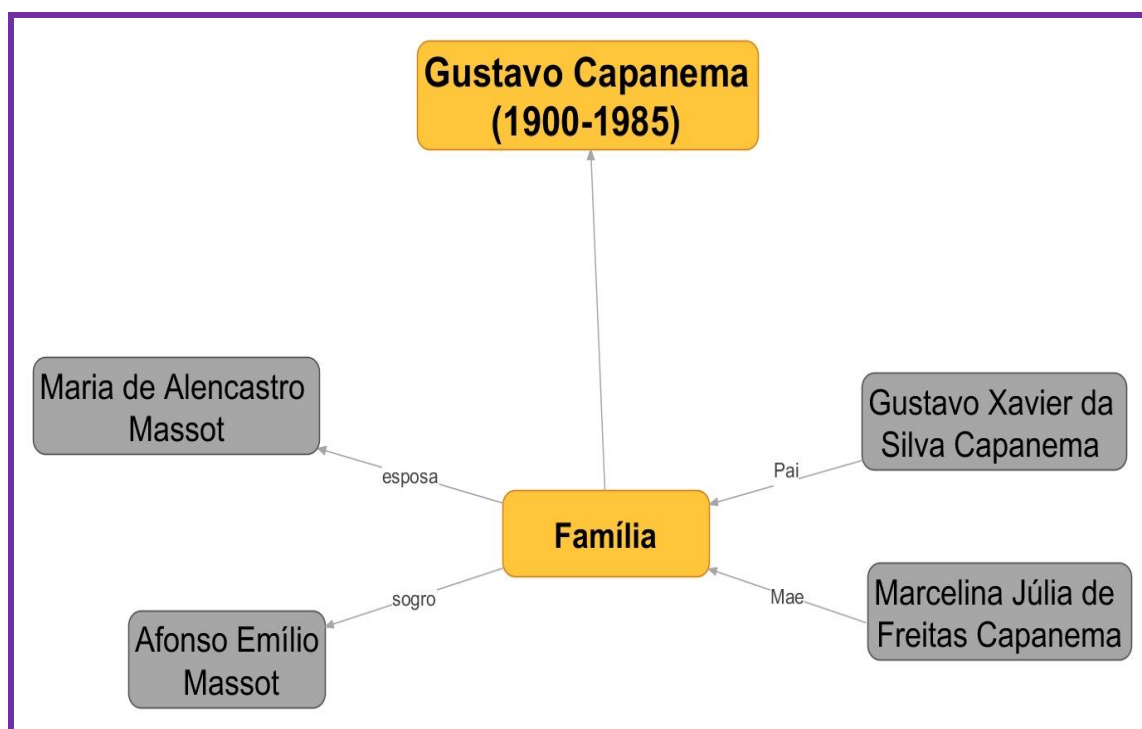 Gustavo Capanema
(1900-1985)
Maria de Alencastro
Massot
Gustavo Xavier da
Silva Capanema
esposa
Pai
Família
sogro
Mae
Afonso Emílio
Massot
Marcelina Júlia de
Freitas Capanema